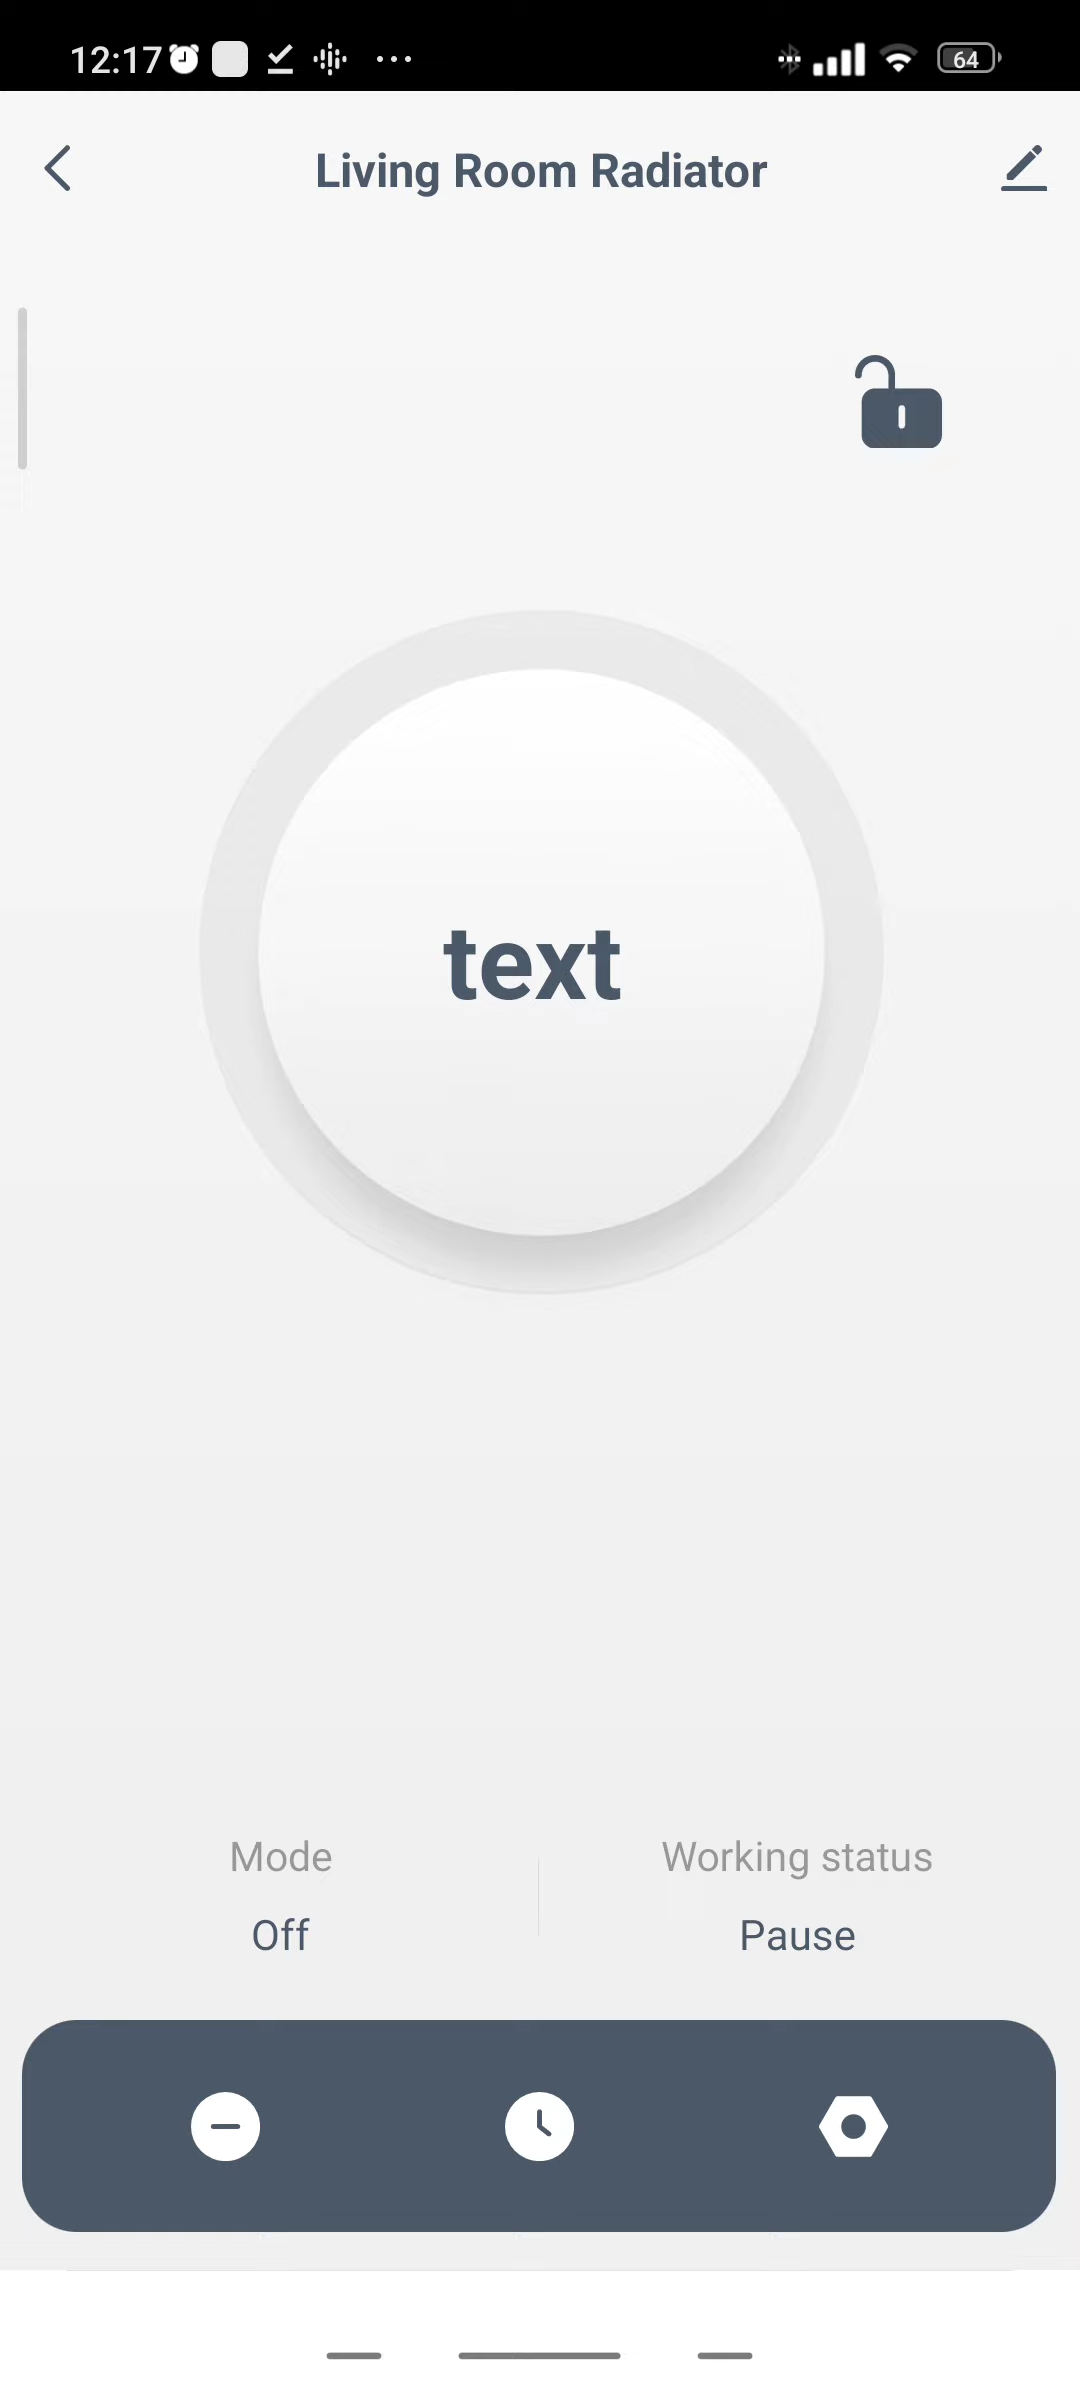 12:17
64
Living Room Radiator
text
Mode
Working status
Off
Pause